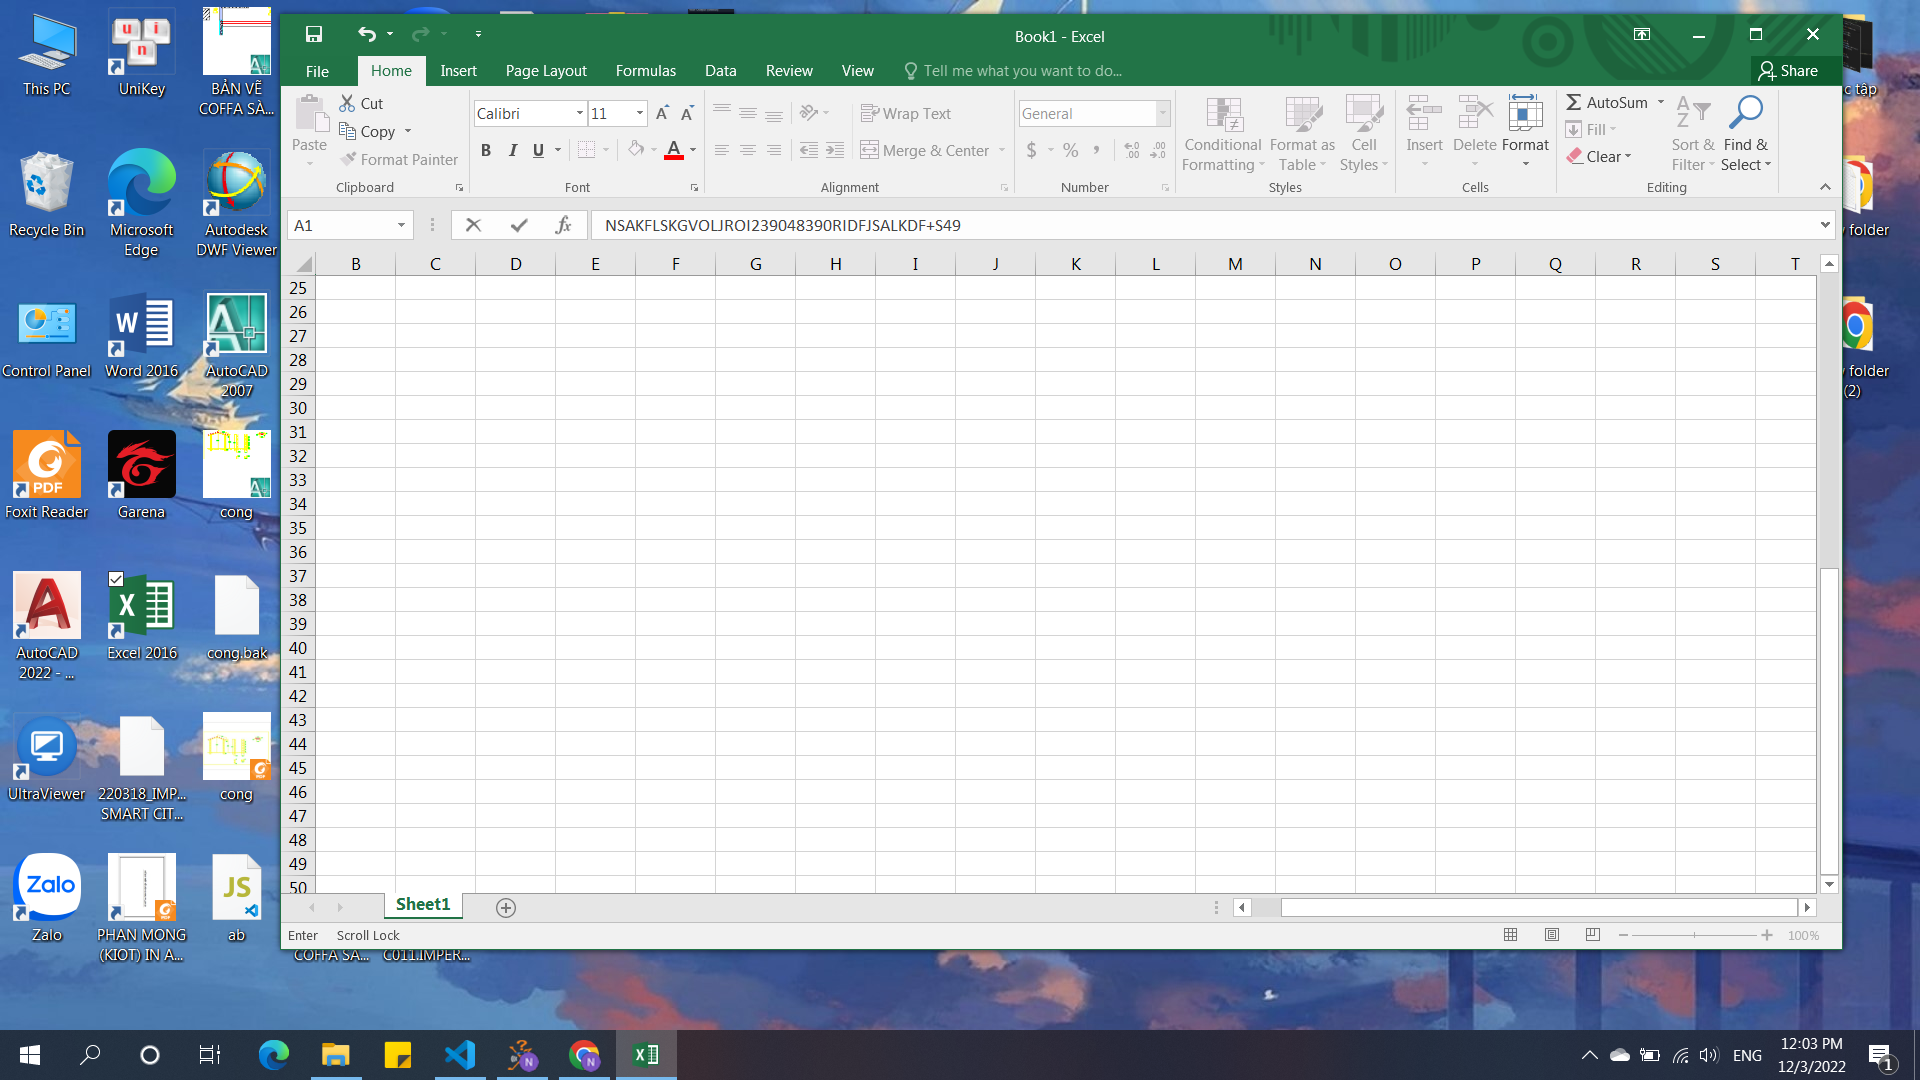 Book1 - Excel
File Home Insert Page Layout Formulas Data Review View Tell me what you want to do... Share
Paste
Cut
Copy
Format Painter
Clipboard
Calibri 11
B I U
Font
Wrap Text
Merge & Center
Alignment
General
$ %
Number
Conditional Formatting
Format as Table
Cell Styles
Styles
Insert Delete Format
Cells
AutoSum
Fill
Clear
Sort & Filter
Find & Select
Editing
A1 fx NSAKFLSKGVOLJROI239048390RIDFJSALKDF+S49
B C D E F G H I J K L M N O P Q R S T
25
26
27
28
29
30
31
32
33
34
35
36
37
38
39
40
41
42
43
44
45
46
47
48
49
50
Sheet1
Enter Scroll Lock 100%
This PC
UniKey
BẢN VẼ COFFA SÀ...
Recycle Bin
Microsoft Edge
Autodesk DWF Viewer
Control Panel
Word 2016
AutoCAD 2007
Foxit Reader
Garena
cong
AutoCAD 2022 - ...
Excel 2016
cong.bak
UltraViewer
220318_IMP... SMART CIT...
cong
Zalo
PHAN MONG (KIOT) IN A...
ab
COFFA SA...
C011.IMPER...
folder
folder (2)
ENG
12:03 PM
12/3/2022
1